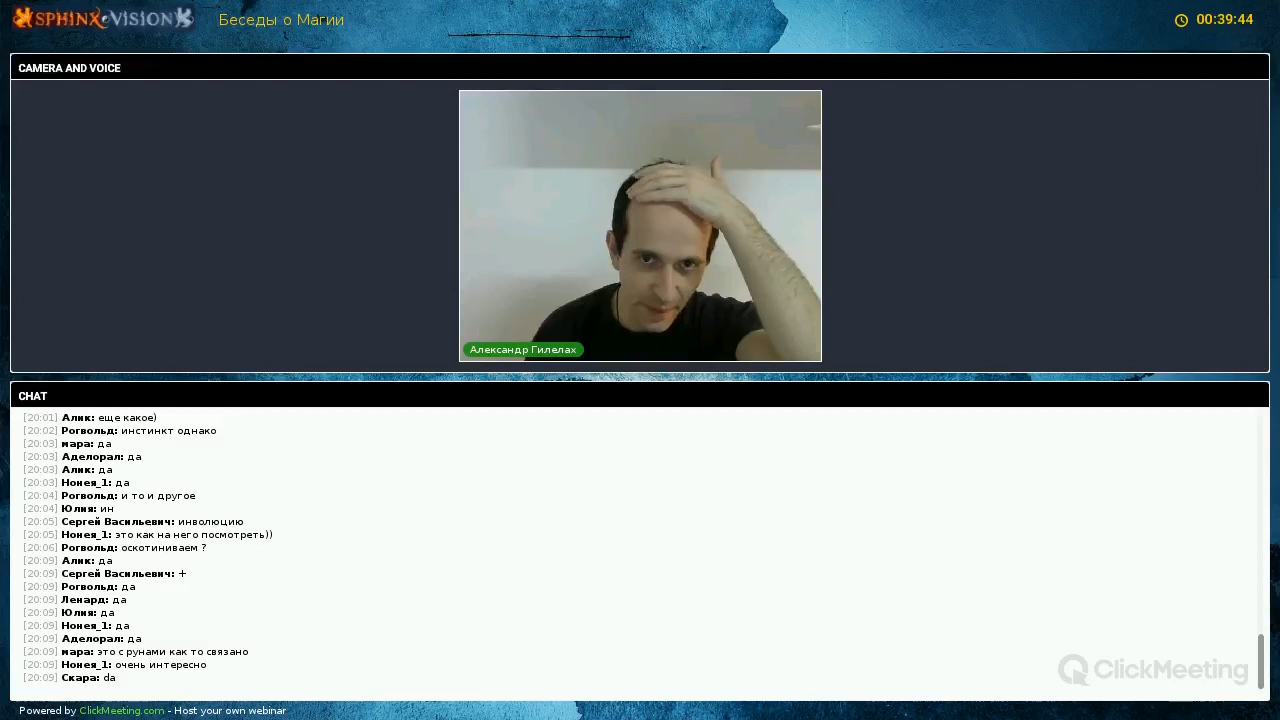 SPHINX VISION Беседы о Магии 00:39:44
CAMERA AND VOICE
Александр Гилелах
CHAT
[20:01] Алик: еще какое)
[20:02] Рогвольд: инстинкт однако
[20:03] мара: да
[20:03] Аделорал: да
[20:03] Алик: да
[20:03] Нонея_1: да
[20:04] Рогвольд: и то и другое
[20:04] Юлия: ин
[20:05] Сергей Васильевич: инволюцию
[20:05] Нонея_1: это как на него посмотреть))
[20:06] Рогвольд: оскотиниваем ?
[20:09] Алик: да
[20:09] Сергей Васильевич: +
[20:09] Рогвольд: да
[20:09] Ленард: да
[20:09] Юлия: да
[20:09] Нонея_1: да
[20:09] Аделорал: да
[20:09] мара: это с рунами как то связано
[20:09] Нонея_1: очень интересно
[20:09] Скара: da
ClickMeeting
Powered by ClickMeeting.com - Host your own webinar